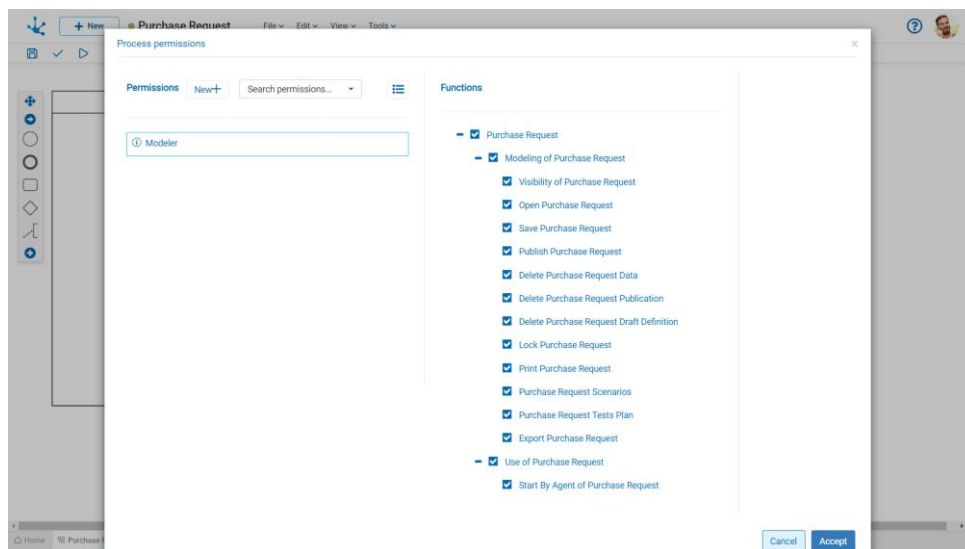 + New
Purchase Request
File
Edit
View
Tools
?
Process permissions
×
Permissions
New+
Search permissions...
Functions
Modeler
Purchase Request
Modeling of Purchase Request
Visibility of Purchase Request
Open Purchase Request
Save Purchase Request
Publish Purchase Request
Delete Purchase Request Data
Delete Purchase Request Publication
Delete Purchase Request Draft Definition
Lock Purchase Request
Print Purchase Request
Purchase Request Scenarios
Purchase Request Tests Plan
Export Purchase Request
Use of Purchase Request
Start By Agent of Purchase Request
Home
Purchase
Cancel
Accept